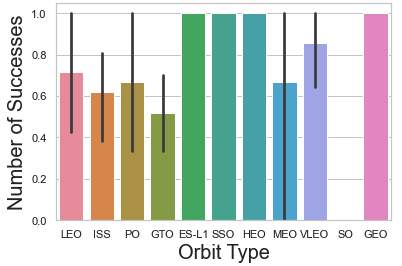 Number of Successes
1.0
0.8
0.6
0.4
0.2
0.0
LEO ISS PO GTO ES-L1 SSO HEO MEO VLEO SO GEO
Orbit Type